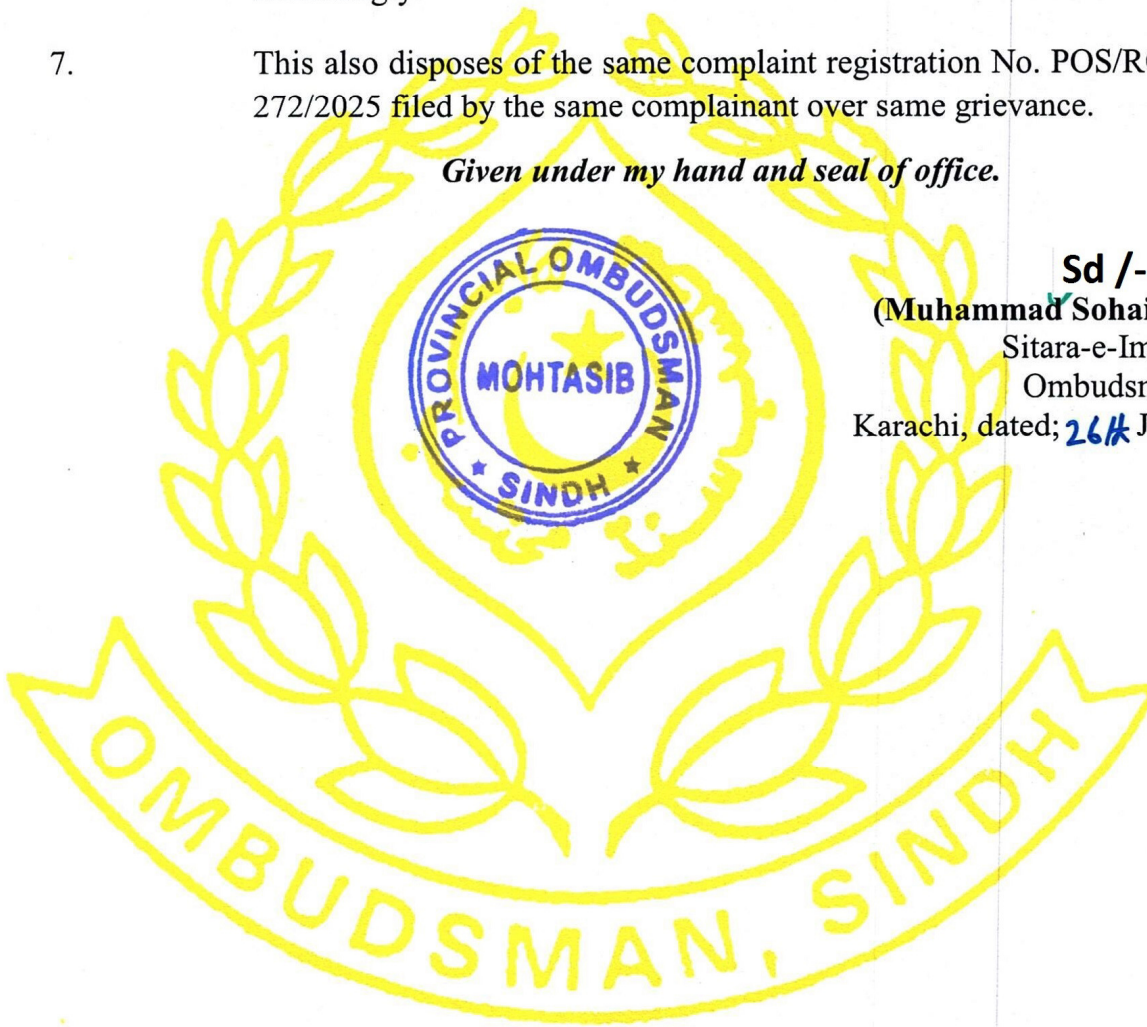 7. This also disposes of the same complaint registration No. POS/R
272/2025 filed by the same complainant over same grievance.
Given under my hand and seal of office.
Sd /-
(Muhammad Sohai
Sitara-e-Im
Ombudsm
Karachi, dated; 26th J
PROVINCIAL OMBUDSMAN
MOHTASIB
★ SINDH ★
OMBUDSMAN, SINDH